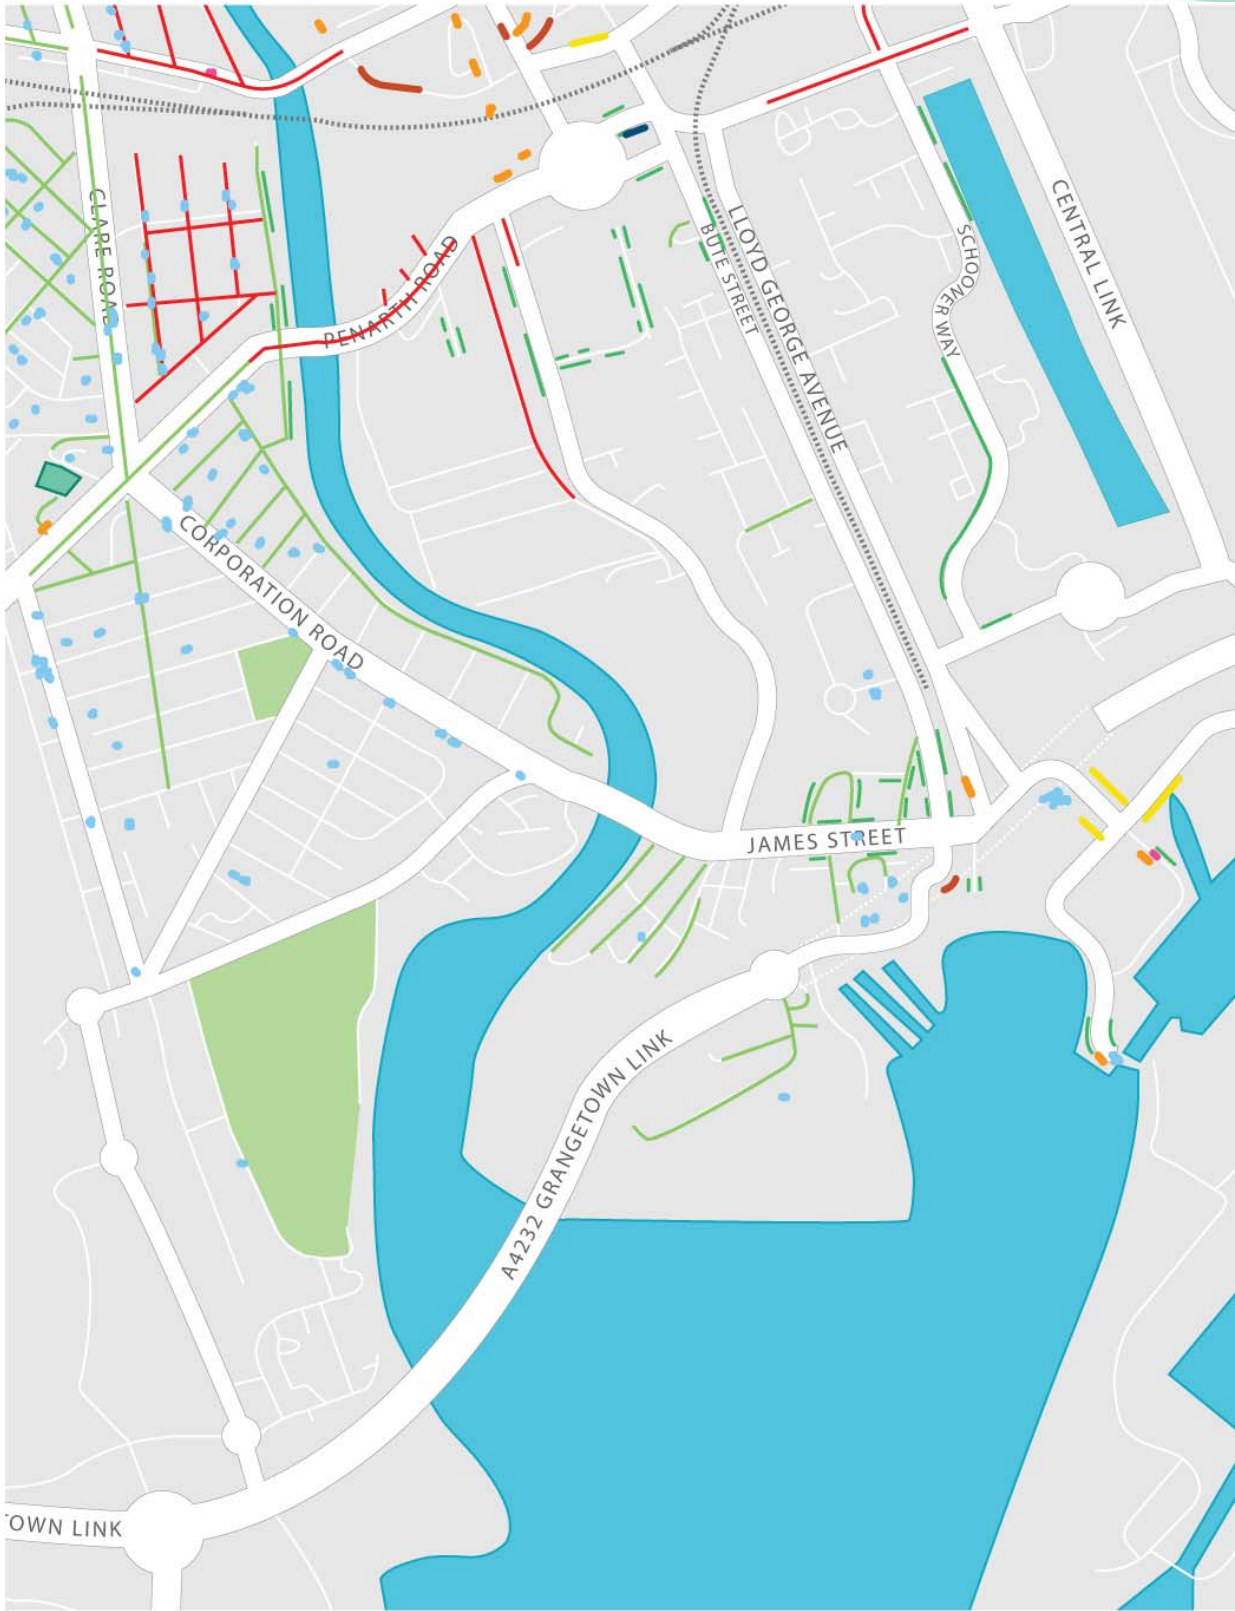 CLARE ROAD
PENARTH ROAD
BUTE STREET
LLOYD GEORGE AVENUE
SCHOONER WAY
CENTRAL LINK
CORPORATION ROAD
JAMES STREET
A4232 GRANGETOWN LINK
TOWN LINK